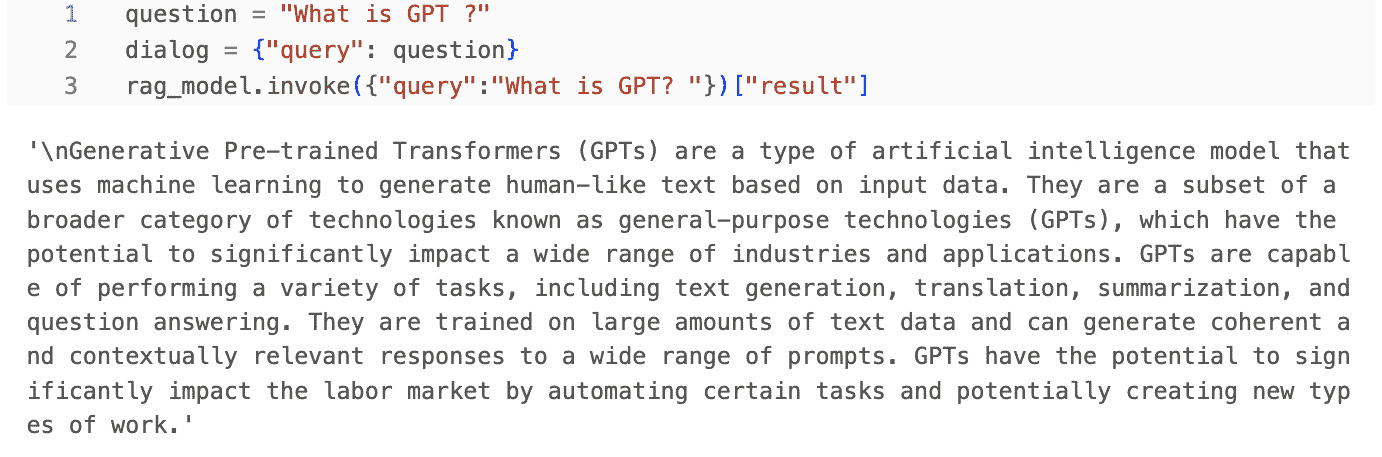 1 question = "What is GPT ?"
2 dialog = {"query": question}
3 rag_model.invoke({"query":"What is GPT? "})["result"]
'\nGenerative Pre-trained Transformers (GPTs) are a type of artificial intelligence model that
uses machine learning to generate human-like text based on input data. They are a subset of a
broader category of technologies known as general-purpose technologies (GPTs), which have the
potential to significantly impact a wide range of industries and applications. GPTs are capabl
e of performing a variety of tasks, including text generation, translation, summarization, and
question answering. They are trained on large amounts of text data and can generate coherent a
nd contextually relevant responses to a wide range of prompts. GPTs have the potential to sign
ificantly impact the labor market by automating certain tasks and potentially creating new typ
es of work.'